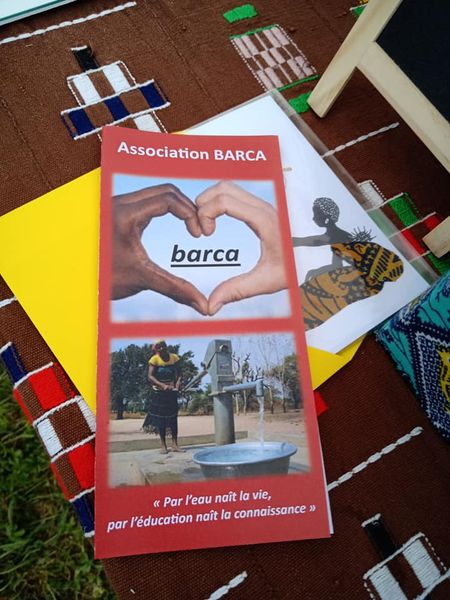 Association BARCA
barca
« Par l'eau naît la vie,
par l'éducation naît la connaissance »